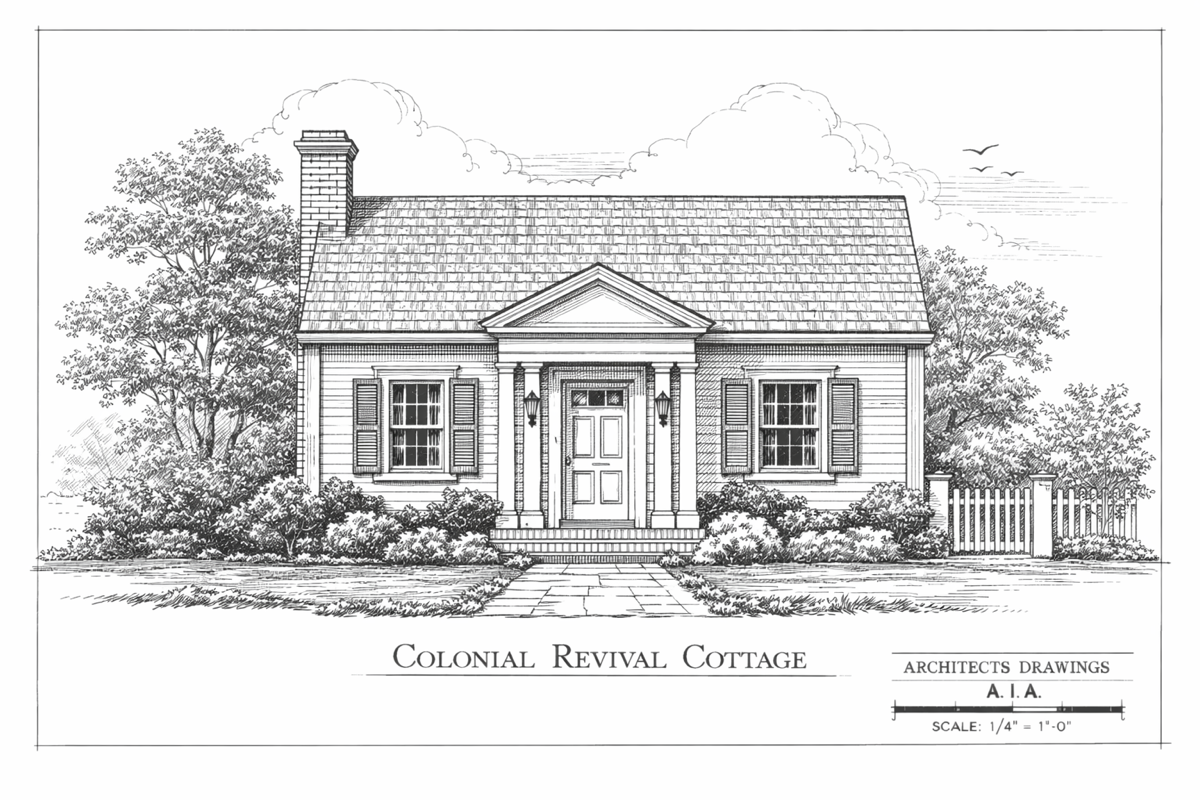 COLONIAL REVIVAL COTTAGE
ARCHITECTS DRAWINGS
A. I. A.
SCALE: 1/4" = 1"-0"